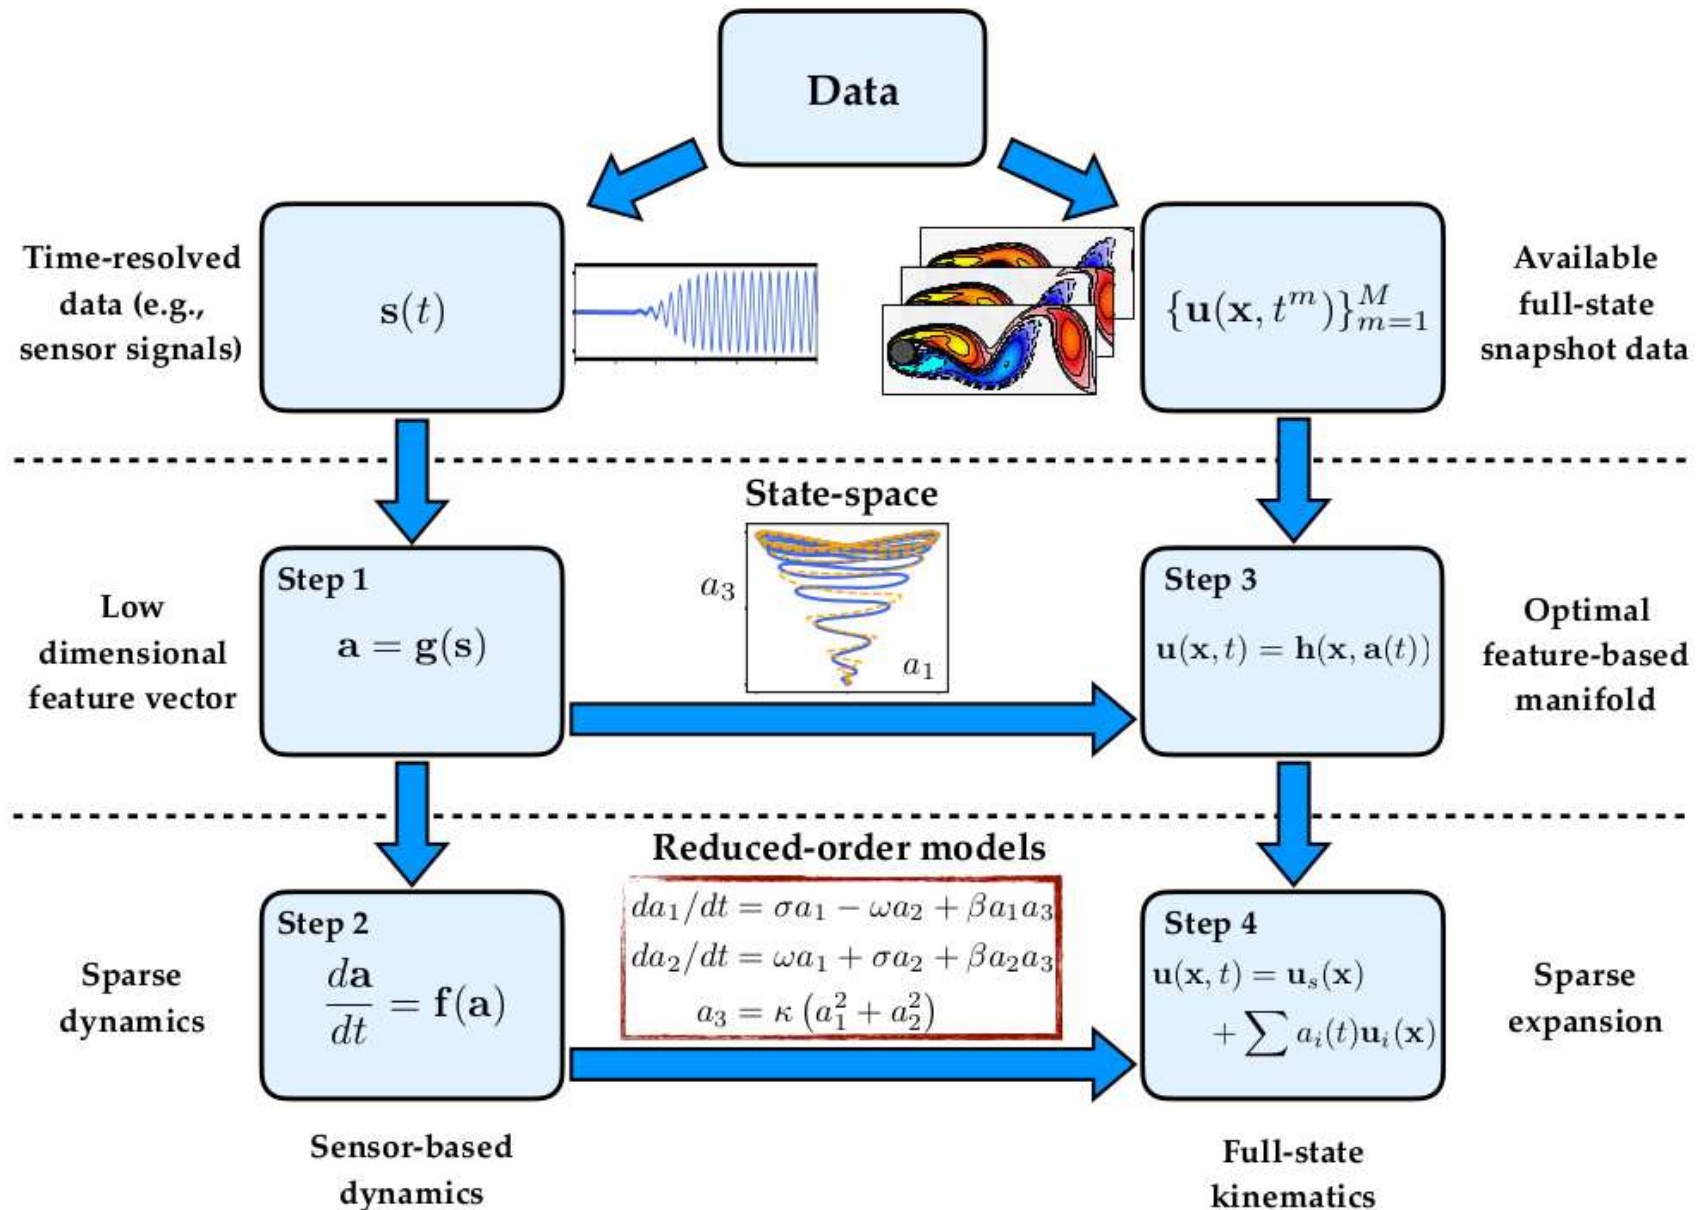 Data
Time-resolved
data (e.g.,
sensor signals)
s(t)
{u(x, t^m)}_{m=1}^{M}
Available
full-state
snapshot data
State-space
a_3
a_1
Low
dimensional
feature vector
Step 1
a = g(s)
Step 3
u(x, t) = h(x, a(t))
Optimal
feature-based
manifold
Reduced-order models
da_1/dt = σa_1 − ωa_2 + βa_1a_3
da_2/dt = ωa_1 + σa_2 + βa_2a_3
a_3 = κ (a_1^2 + a_2^2)
Sparse
dynamics
Step 2
da/dt = f(a)
Step 4
u(x, t) = u_s(x)
+ ∑ a_i(t)u_i(x)
Sparse
expansion
Sensor-based
dynamics
Full-state
kinematics